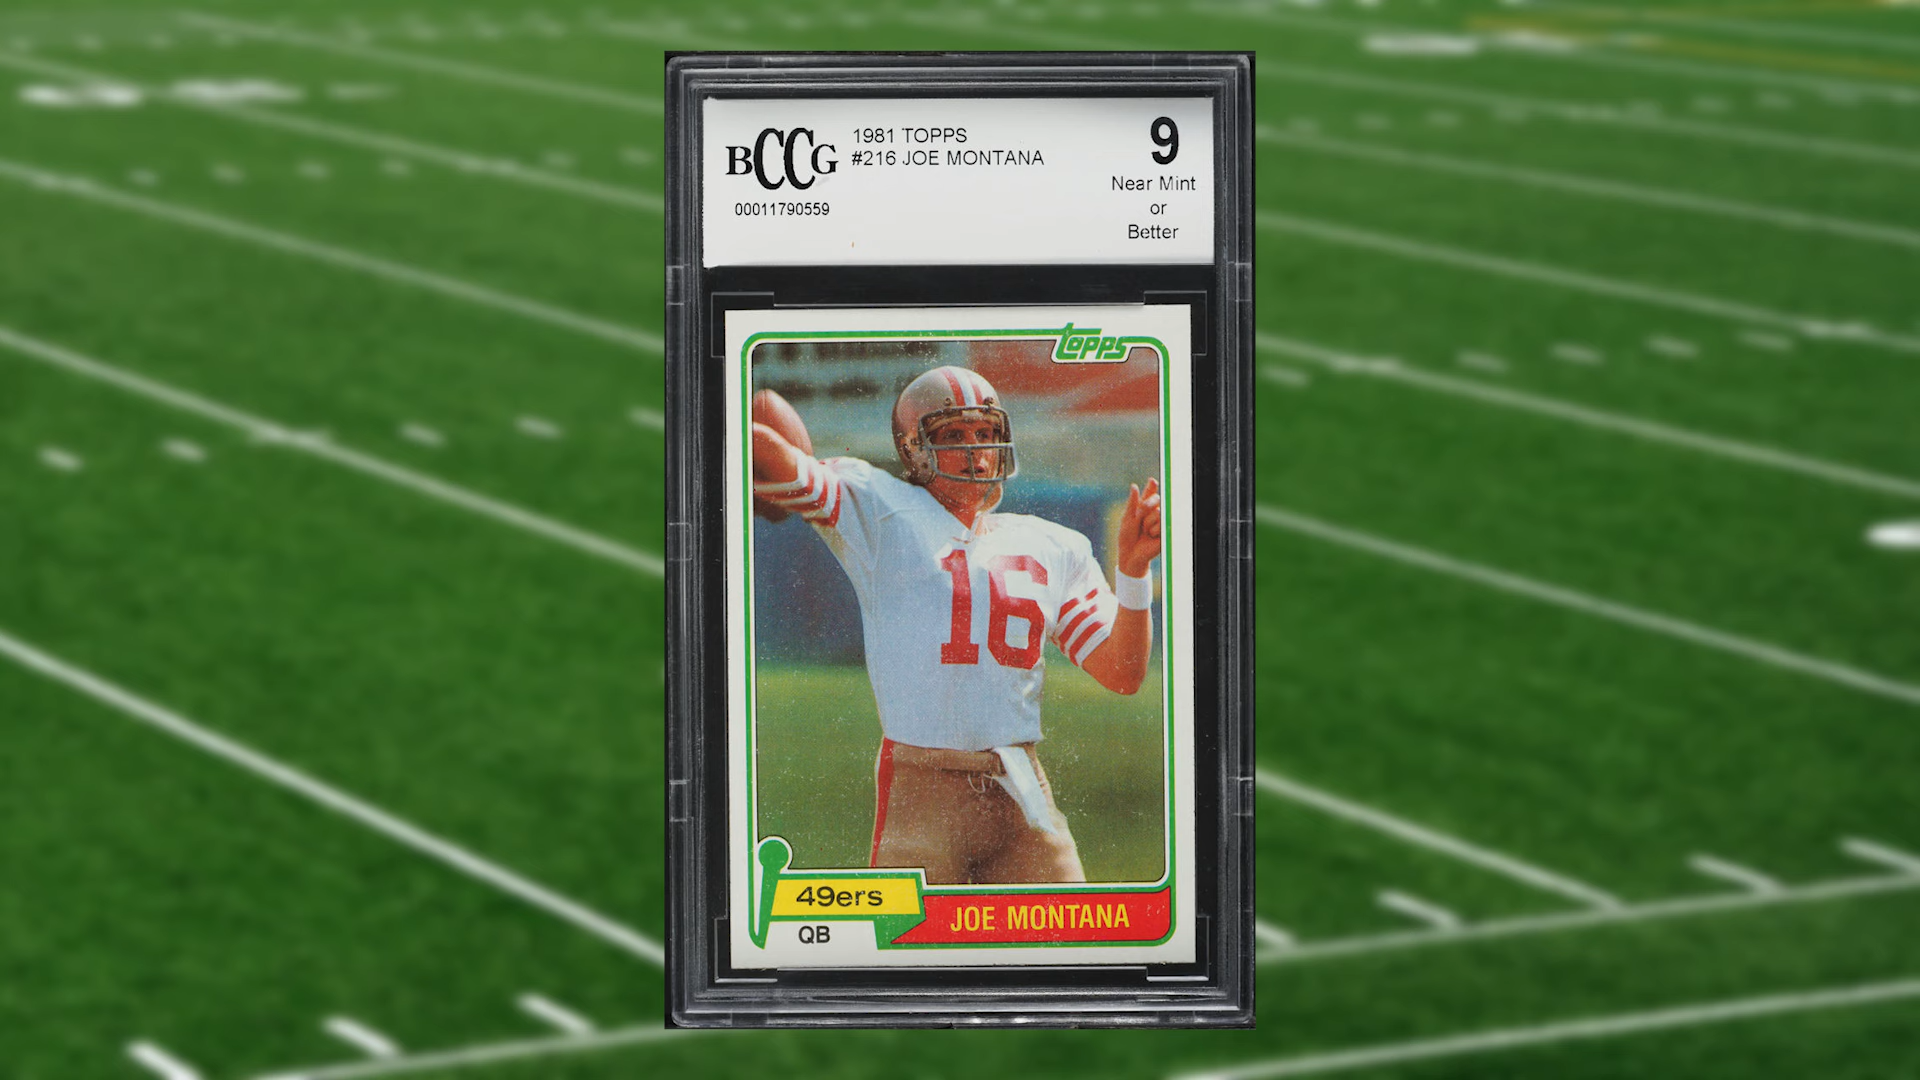 BCCG
1981 TOPPS
#216 JOE MONTANA
00011790559
9
Near Mint
or
Better
topps
16
49ers
QB
JOE MONTANA